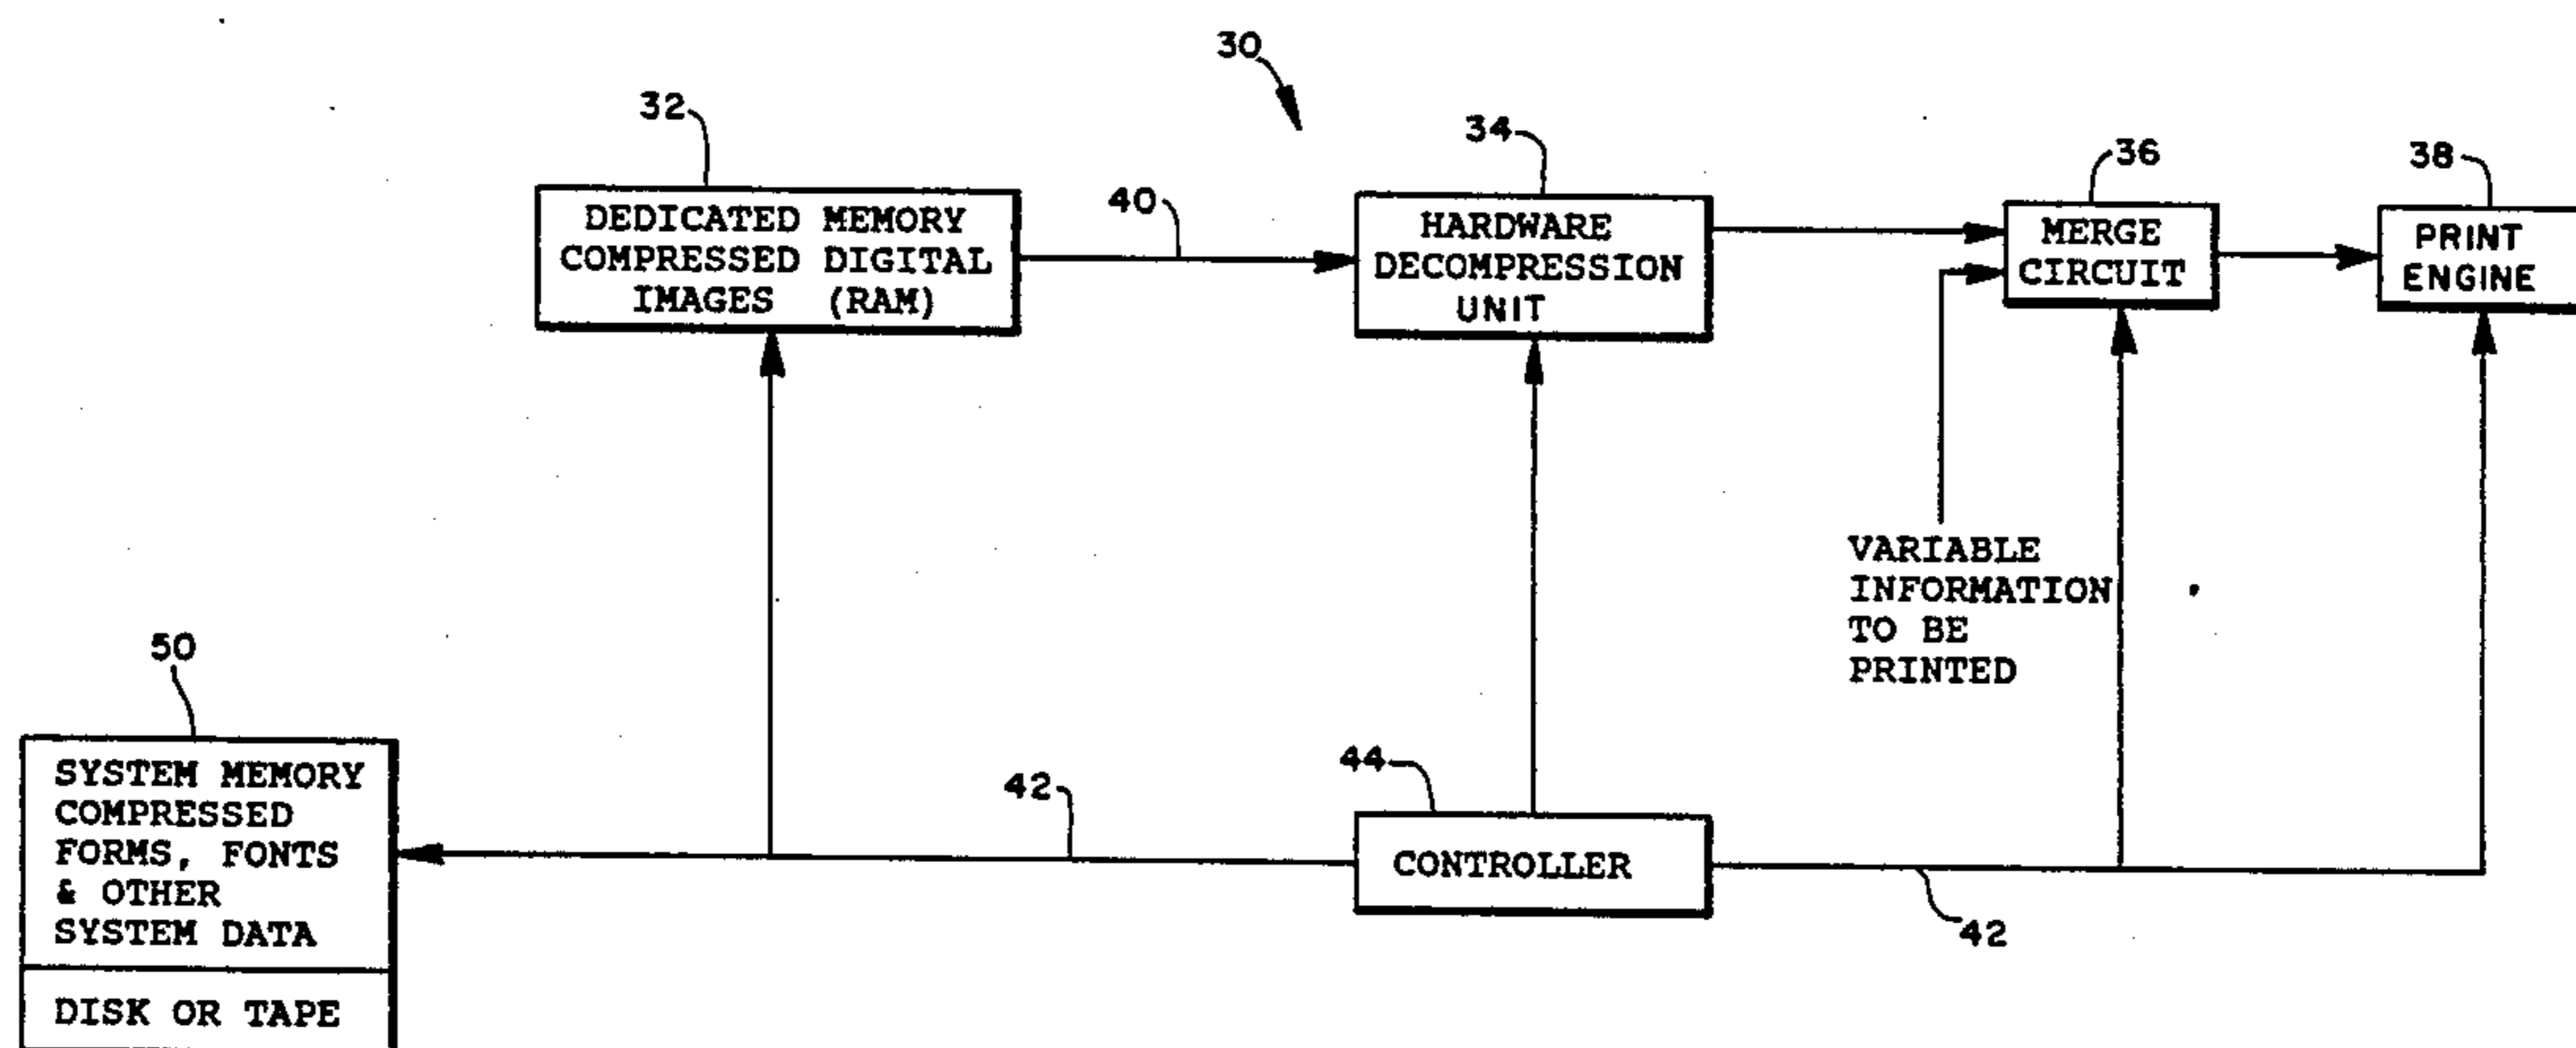 30
32
DEDICATED MEMORY
COMPRESSED DIGITAL
IMAGES (RAM)
40
34
HARDWARE
DECOMPRESSION
UNIT
36
MERGE
CIRCUIT
38
PRINT
ENGINE
VARIABLE
INFORMATION
TO BE
PRINTED
50
SYSTEM MEMORY
COMPRESSED
FORMS, FONTS
& OTHER
SYSTEM DATA
DISK OR TAPE
42
44
CONTROLLER
42